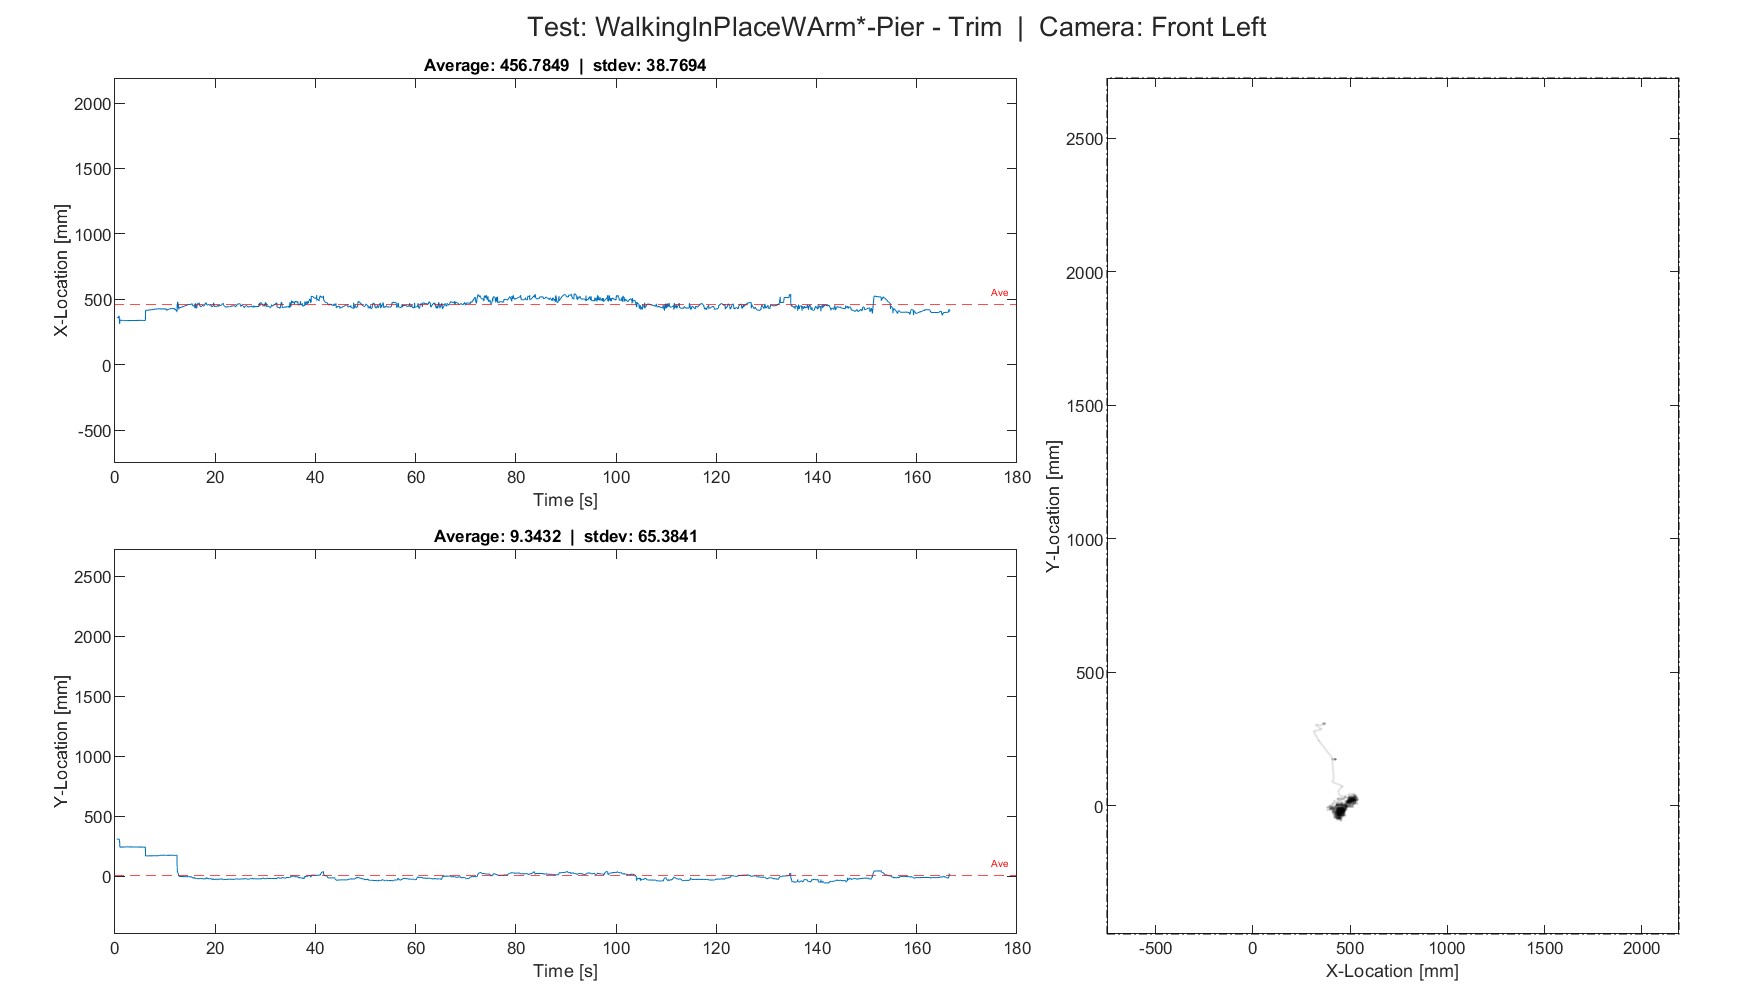 Test: WalkingInPlaceWArm*-Pier - Trim | Camera: Front Left
Average: 456.7849 | stdev: 38.7694
2000
1500
1000
500
0
-500
X-Location [mm]
Ave
0 20 40 60 80 100 120 140 160 180
Time [s]
Average: 9.3432 | stdev: 65.3841
2500
2000
1500
1000
500
0
Y-Location [mm]
Ave
0 20 40 60 80 100 120 140 160 180
Time [s]
2500
2000
1500
1000
500
0
Y-Location [mm]
-500 0 500 1000 1500 2000
X-Location [mm]